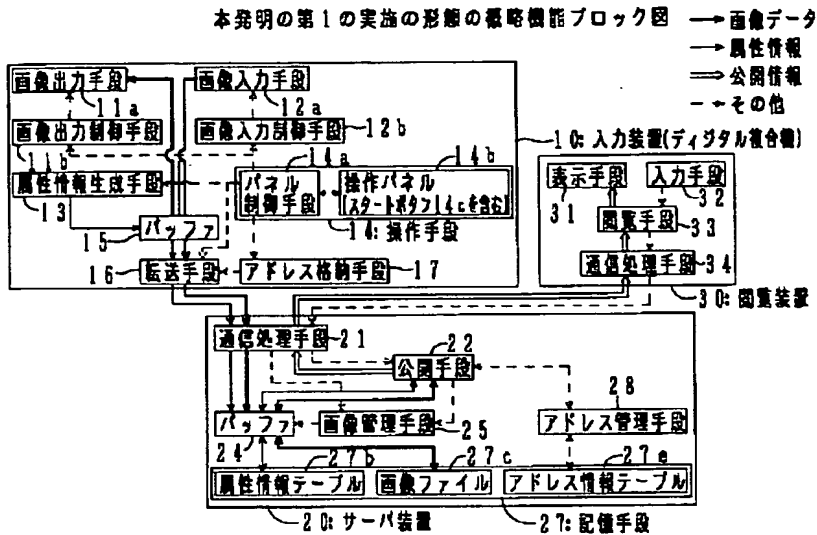 本発明の第1の実施の形態の概略機能ブロック図
画像データ
属性情報
公開情報
その他
画像出力手段
11a
画像入力手段
12a
画像出力制御手段
11b
画像入力制御手段
12b
10:入力装置(ディジタル複合機)
14a
14b
属性情報生成手段
13
パネル
制御手段
操作パネル
(スタートボタン14cを含む)
14:操作手段
15
バッファ
16
転送手段
アドレス格納手段
17
表示手段
31
入力手段
32
閲覧手段
33
通信処理手段
34
30:閲覧装置
通信処理手段
21
22
公開手段
28
アドレス管理手段
バッファ
24
画像管理手段
25
27b
27c
27e
属性情報テーブル
画像ファイル
アドレス情報テーブル
20:サーバ装置
27:記憶手段